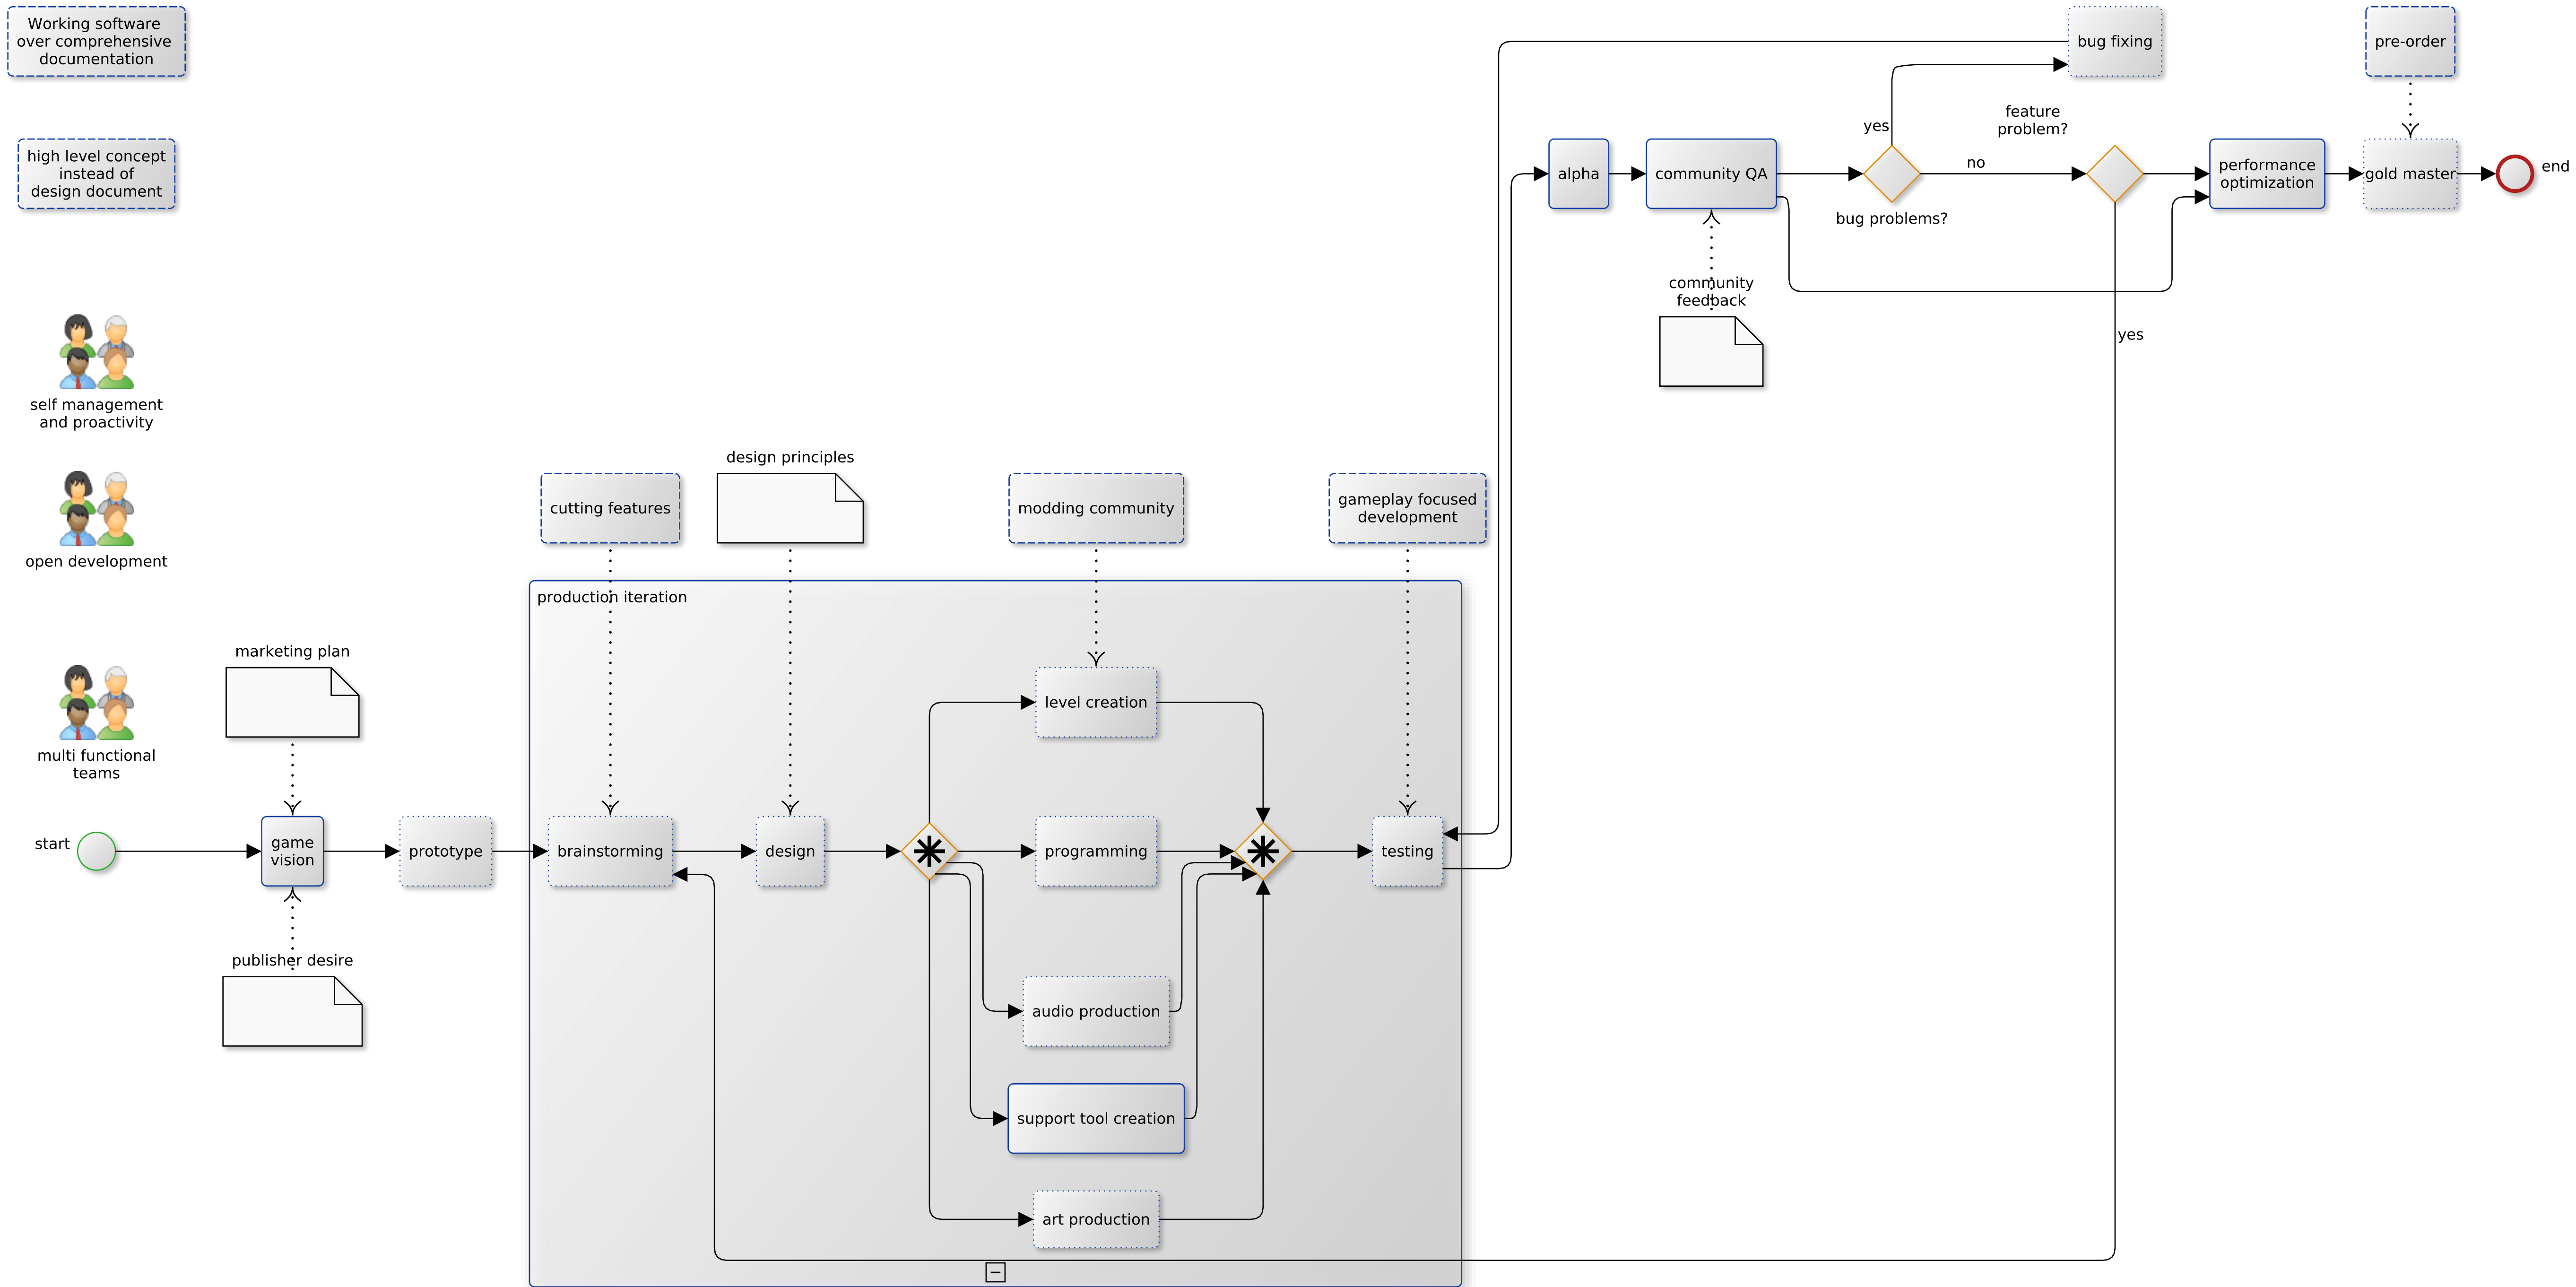 Working software
over comprehensive
documentation
bug fixing
pre-order
high level concept
instead of
design document
alpha
community QA
yes
bug problems?
no
feature
problem?
performance
optimization
gold master
end
community
feedback
yes
self management
and proactivity
open development
multi functional
teams
cutting features
design principles
modding community
gameplay focused
development
production iteration
marketing plan
start
game
vision
publisher desire
prototype
brainstorming
design
level creation
programming
audio production
support tool creation
art production
testing